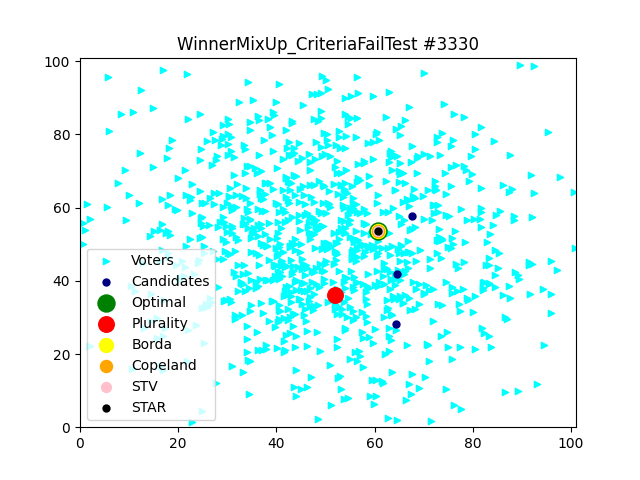 WinnerMixUp_CriteriaFailTest #3330
100
80
60
40
20
0
Voters
Candidates
Optimal
Plurality
Borda
Copeland
STV
STAR
0 20 40 60 80 100